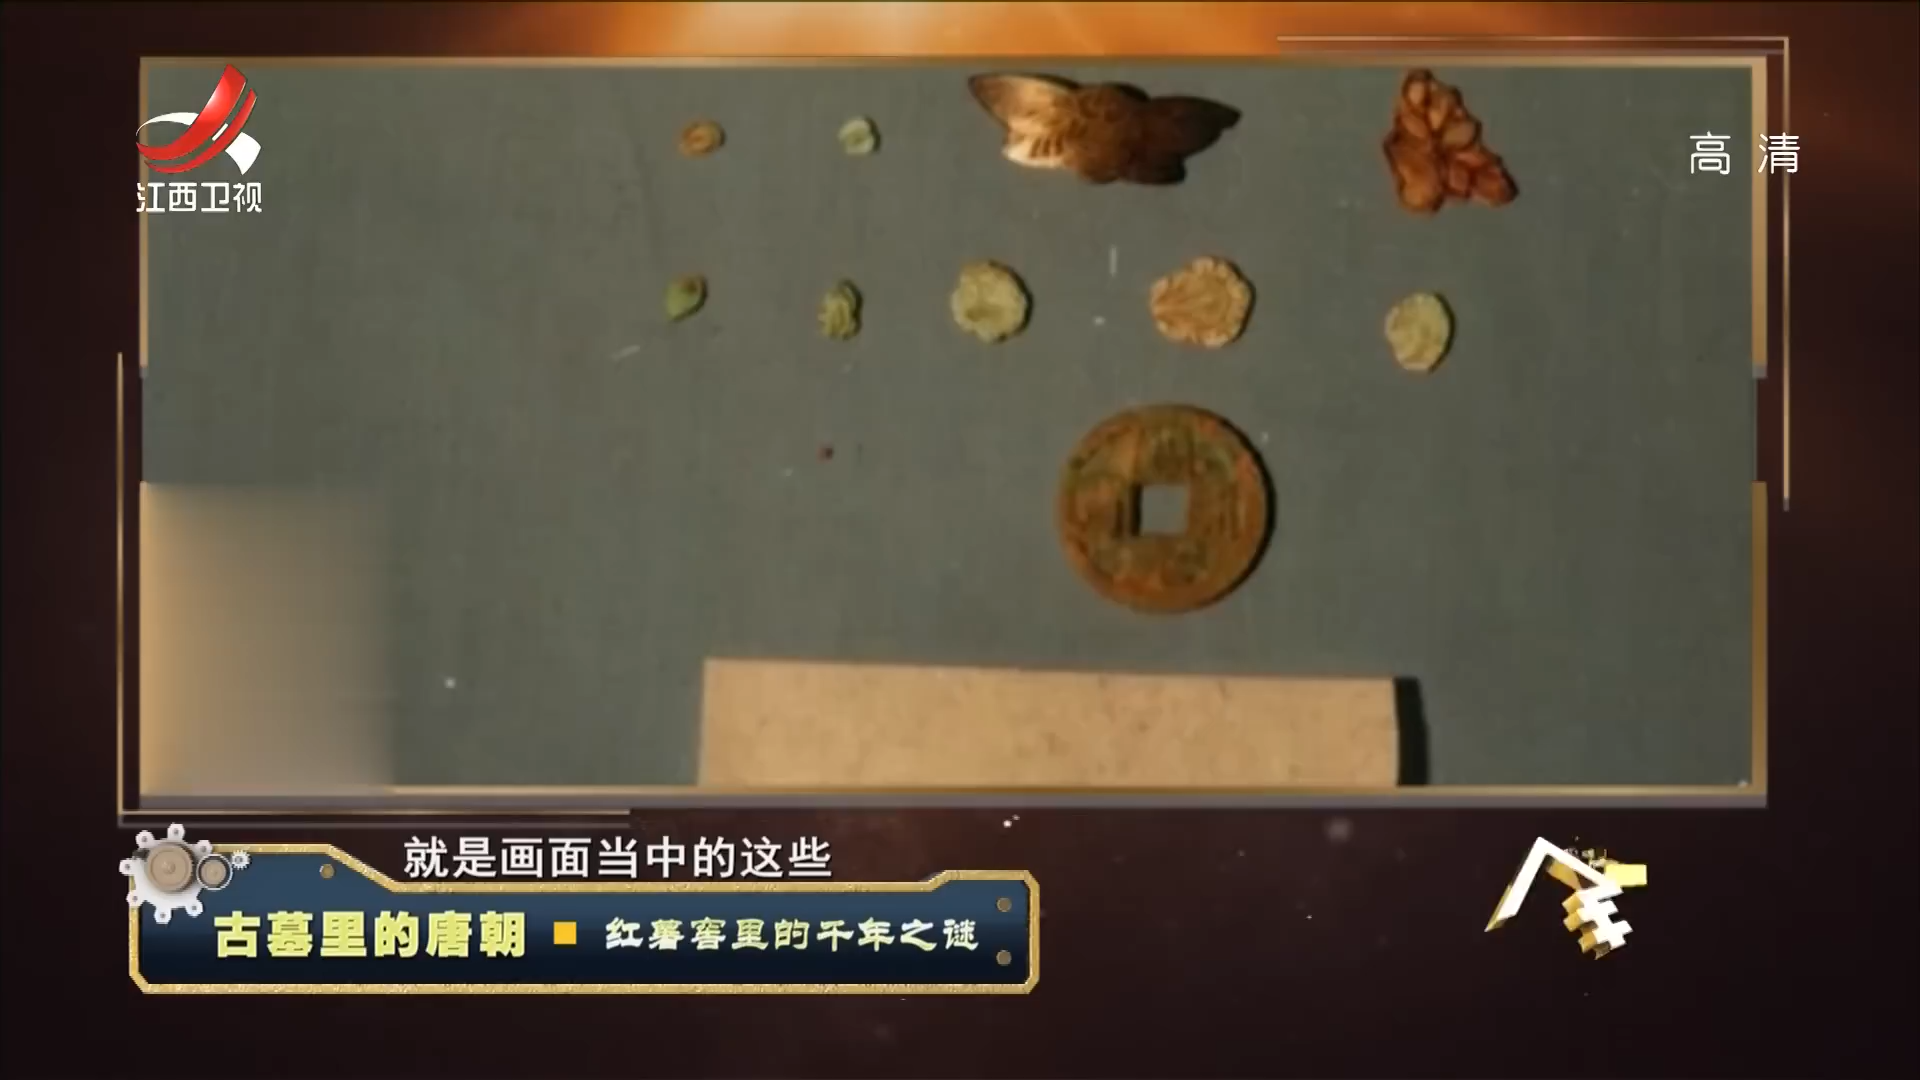 江西卫视
高清
就是画面当中的这些
古墓里的唐朝 ■ 红薯窖里的千年之谜